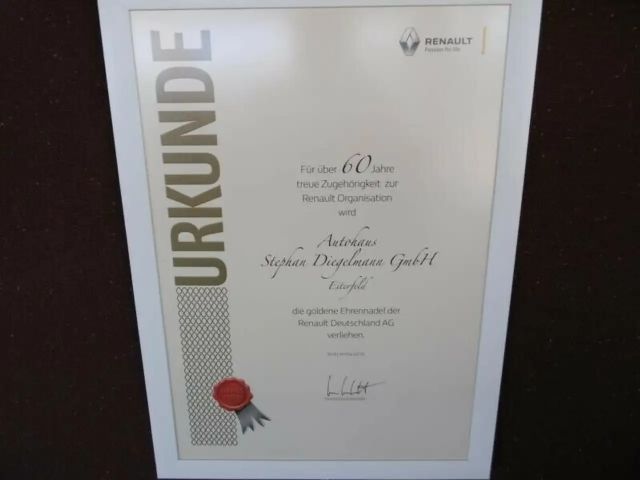 URKUNDE
RENAULT
Passion for life
Für über 60 Jahre
treue Zugehörigkeit zur
Renault Organisation
wird
Autohaus
Stephan Diegelmann GmbH
Eiterfeld
die goldene Ehrennadel der
Renault Deutschland AG
verliehen.